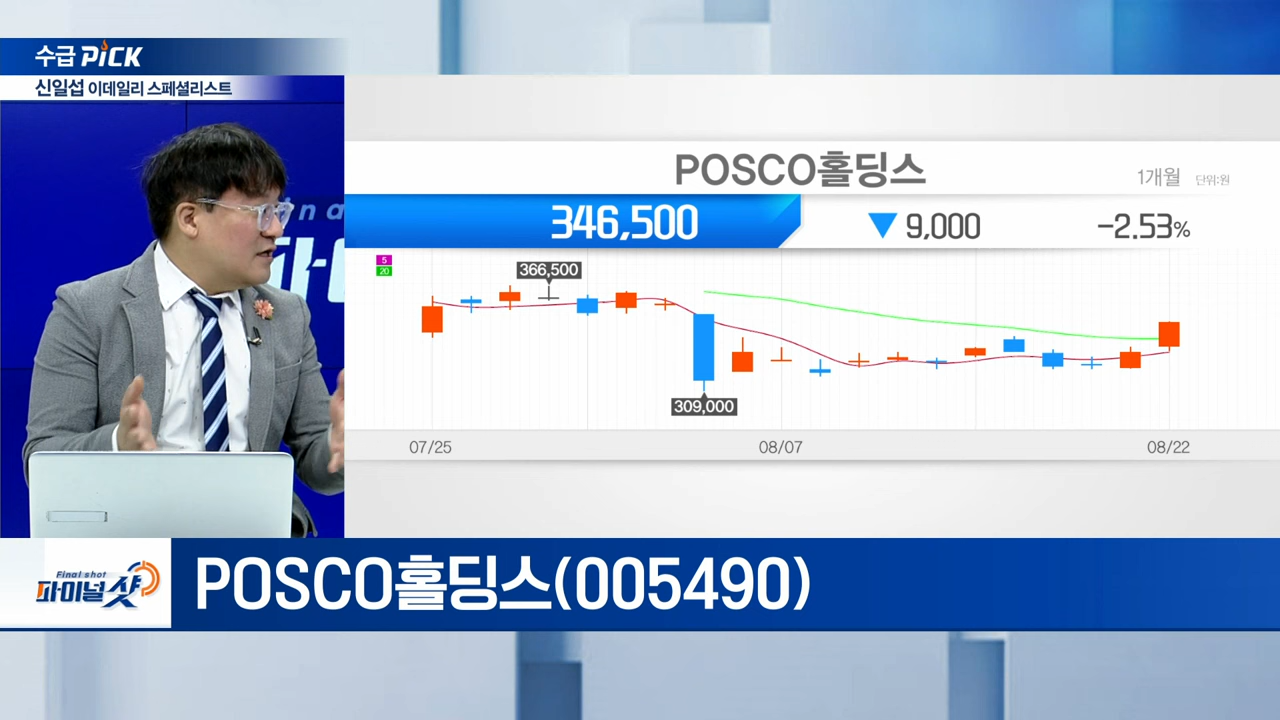 수급 PiCK
신일섭 이데일리 스페셜리스트
POSCO홀딩스
1개월 단위:원
346,500 ▼ 9,000 -2.53%
5
20
366,500
309,000
07/25 08/07 08/22
Final shot
파이널샷
POSCO홀딩스(005490)